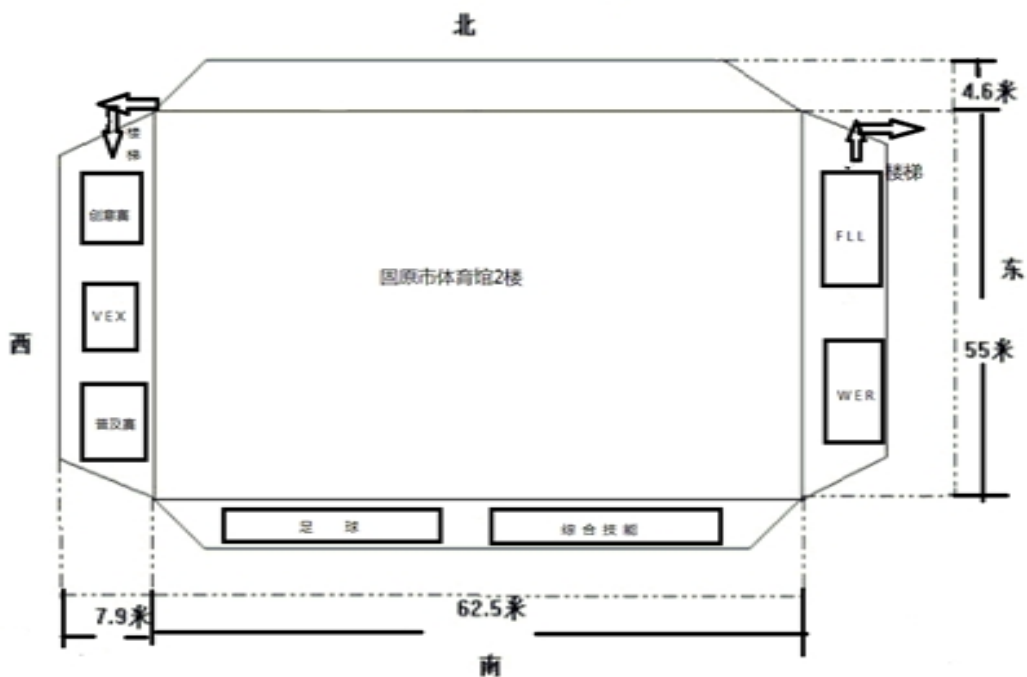 北
4.6米
楼
梯
楼梯
创意赛
FLL
固原市体育馆2楼
东
VEX
西
55米
普及赛
WER
足 球
综合技能
7.9米
62.5米
南